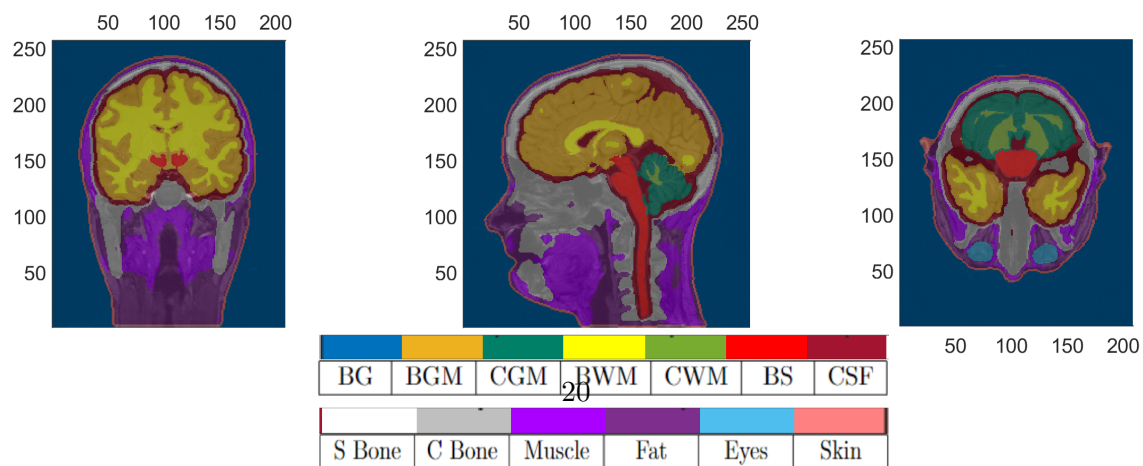 50 100 150 200
50 100 150 200 250
250 250 250
200 200 200
150 150 150
100 100 100
50 50 50
50 100 150 200
BG BGM CGM BWM CWM BS CSF
20
S Bone C Bone Muscle Fat Eyes Skin